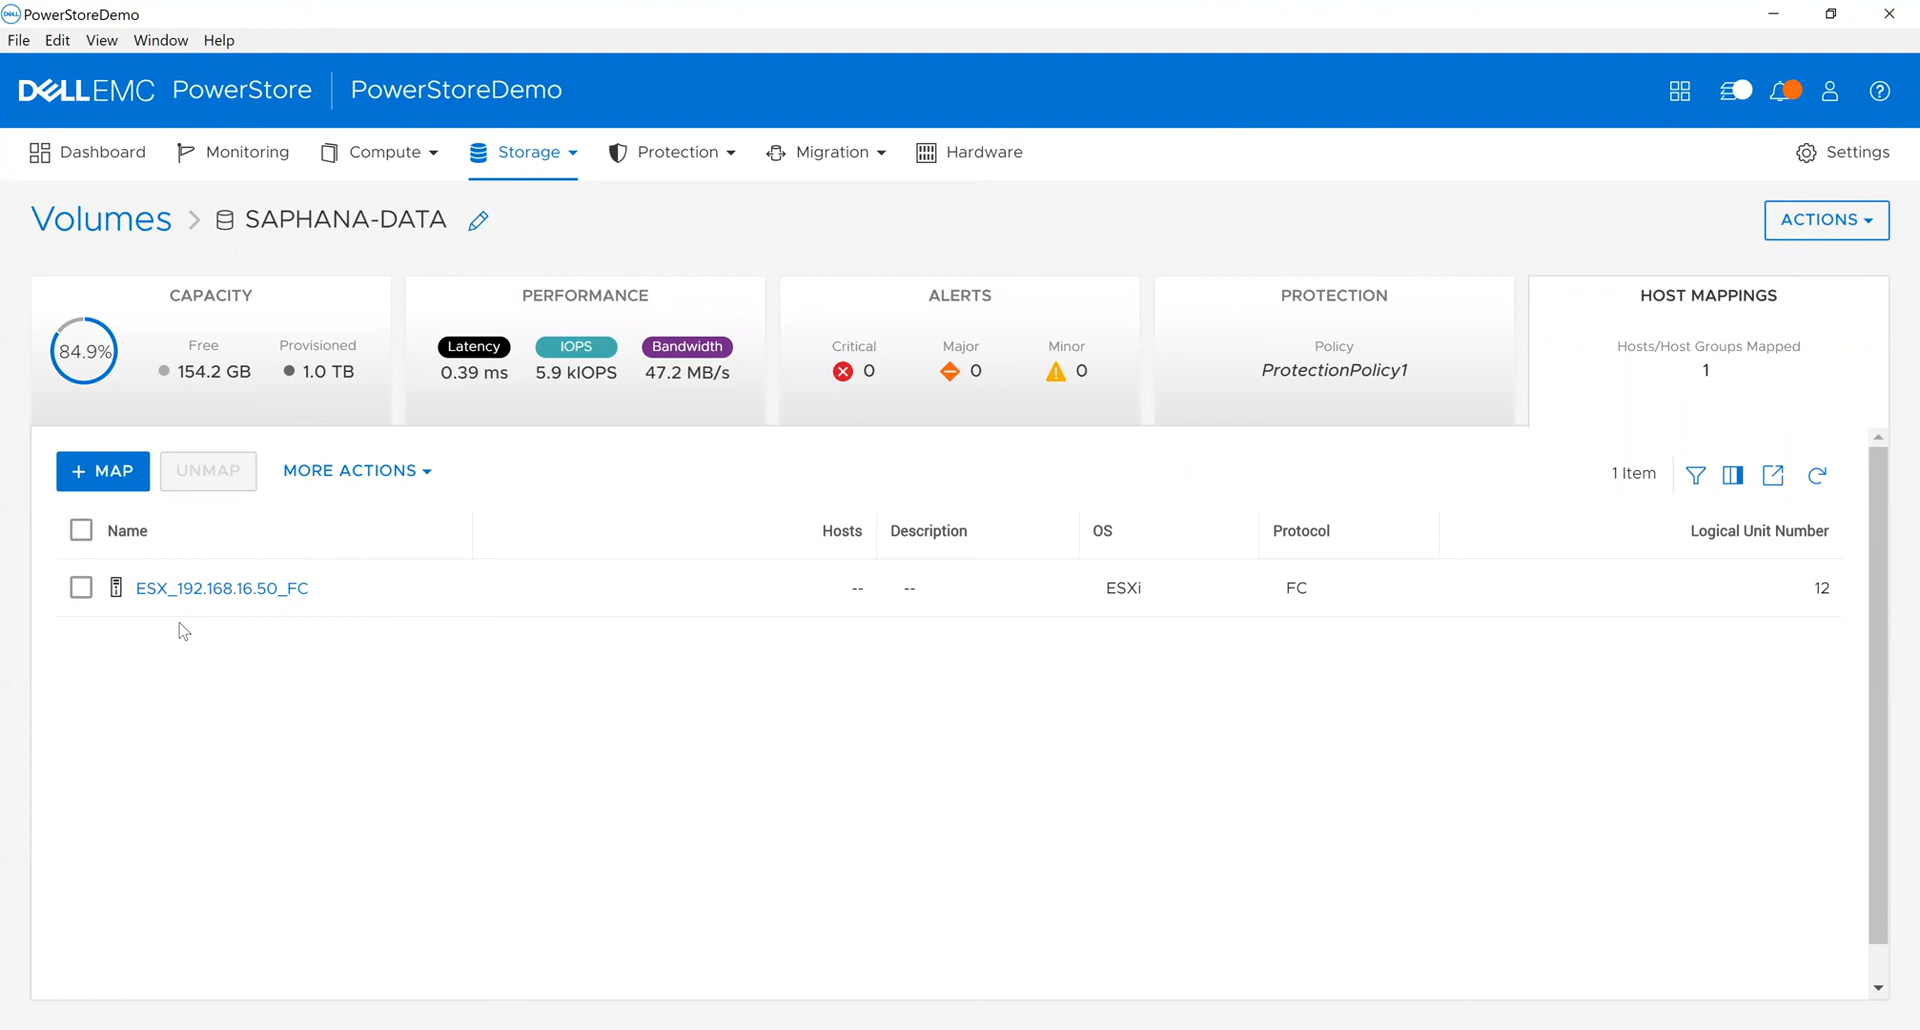 DELL PowerStoreDemo
File Edit View Window Help
DELLEMC PowerStore PowerStoreDemo
Dashboard Monitoring Compute Storage Protection Migration Hardware Settings
Volumes > SAPHANA-DATA ACTIONS
CAPACITY PERFORMANCE ALERTS PROTECTION HOST MAPPINGS
84.9% Free Provisioned Latency IOPS Bandwidth Critical Major Minor Policy Hosts/Host Groups Mapped
154.2 GB 1.0 TB 0.39 ms 5.9 kIOPS 47.2 MB/s 0 0 0 ProtectionPolicy1 1
+ MAP UNMAP MORE ACTIONS 1 Item
Name Hosts Description OS Protocol Logical Unit Number
ESX_192.168.16.50_FC -- -- ESXi FC 12